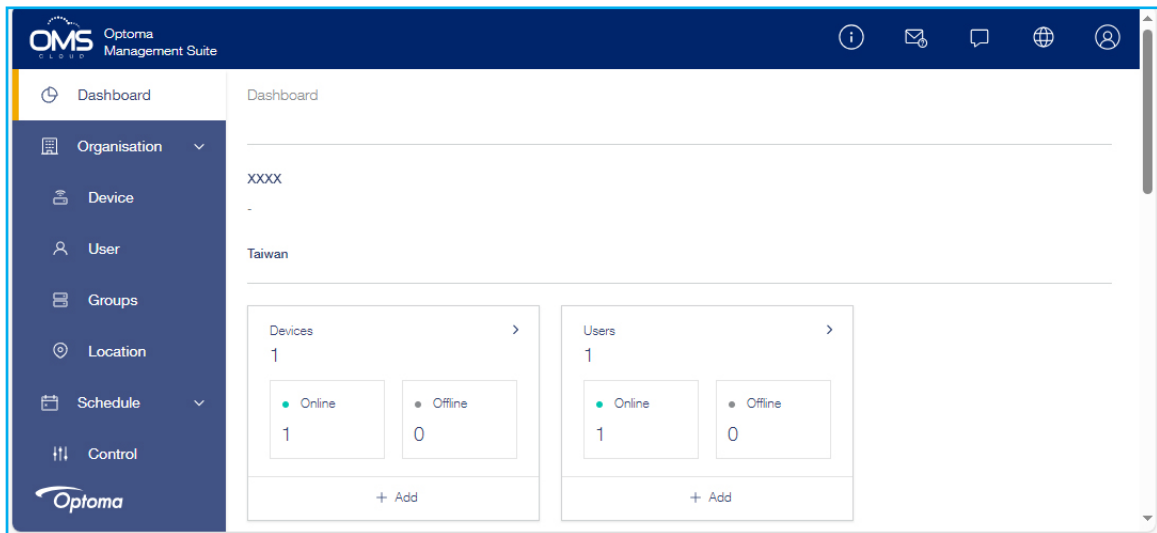 OMS
CLOUD
Optoma
Management Suite
Dashboard
Organisation
Device
User
Groups
Location
Schedule
Control
Optoma
Dashboard
XXXX
-
Taiwan
Devices
1
Online
1
Offline
0
+ Add
Users
1
Online
1
Offline
0
+ Add